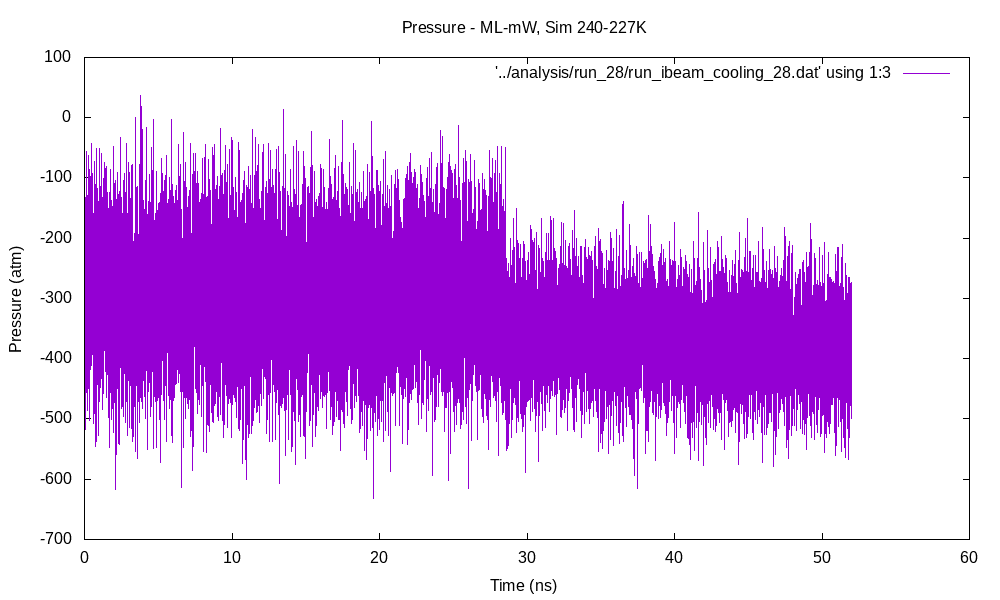 Pressure - ML-mW, Sim 240-227K
'../analysis/run_28/run_ibeam_cooling_28.dat' using 1:3
100
0
-100
-200
-300
-400
-500
-600
-700
Pressure (atm)
0 10 20 30 40 50 60
Time (ns)